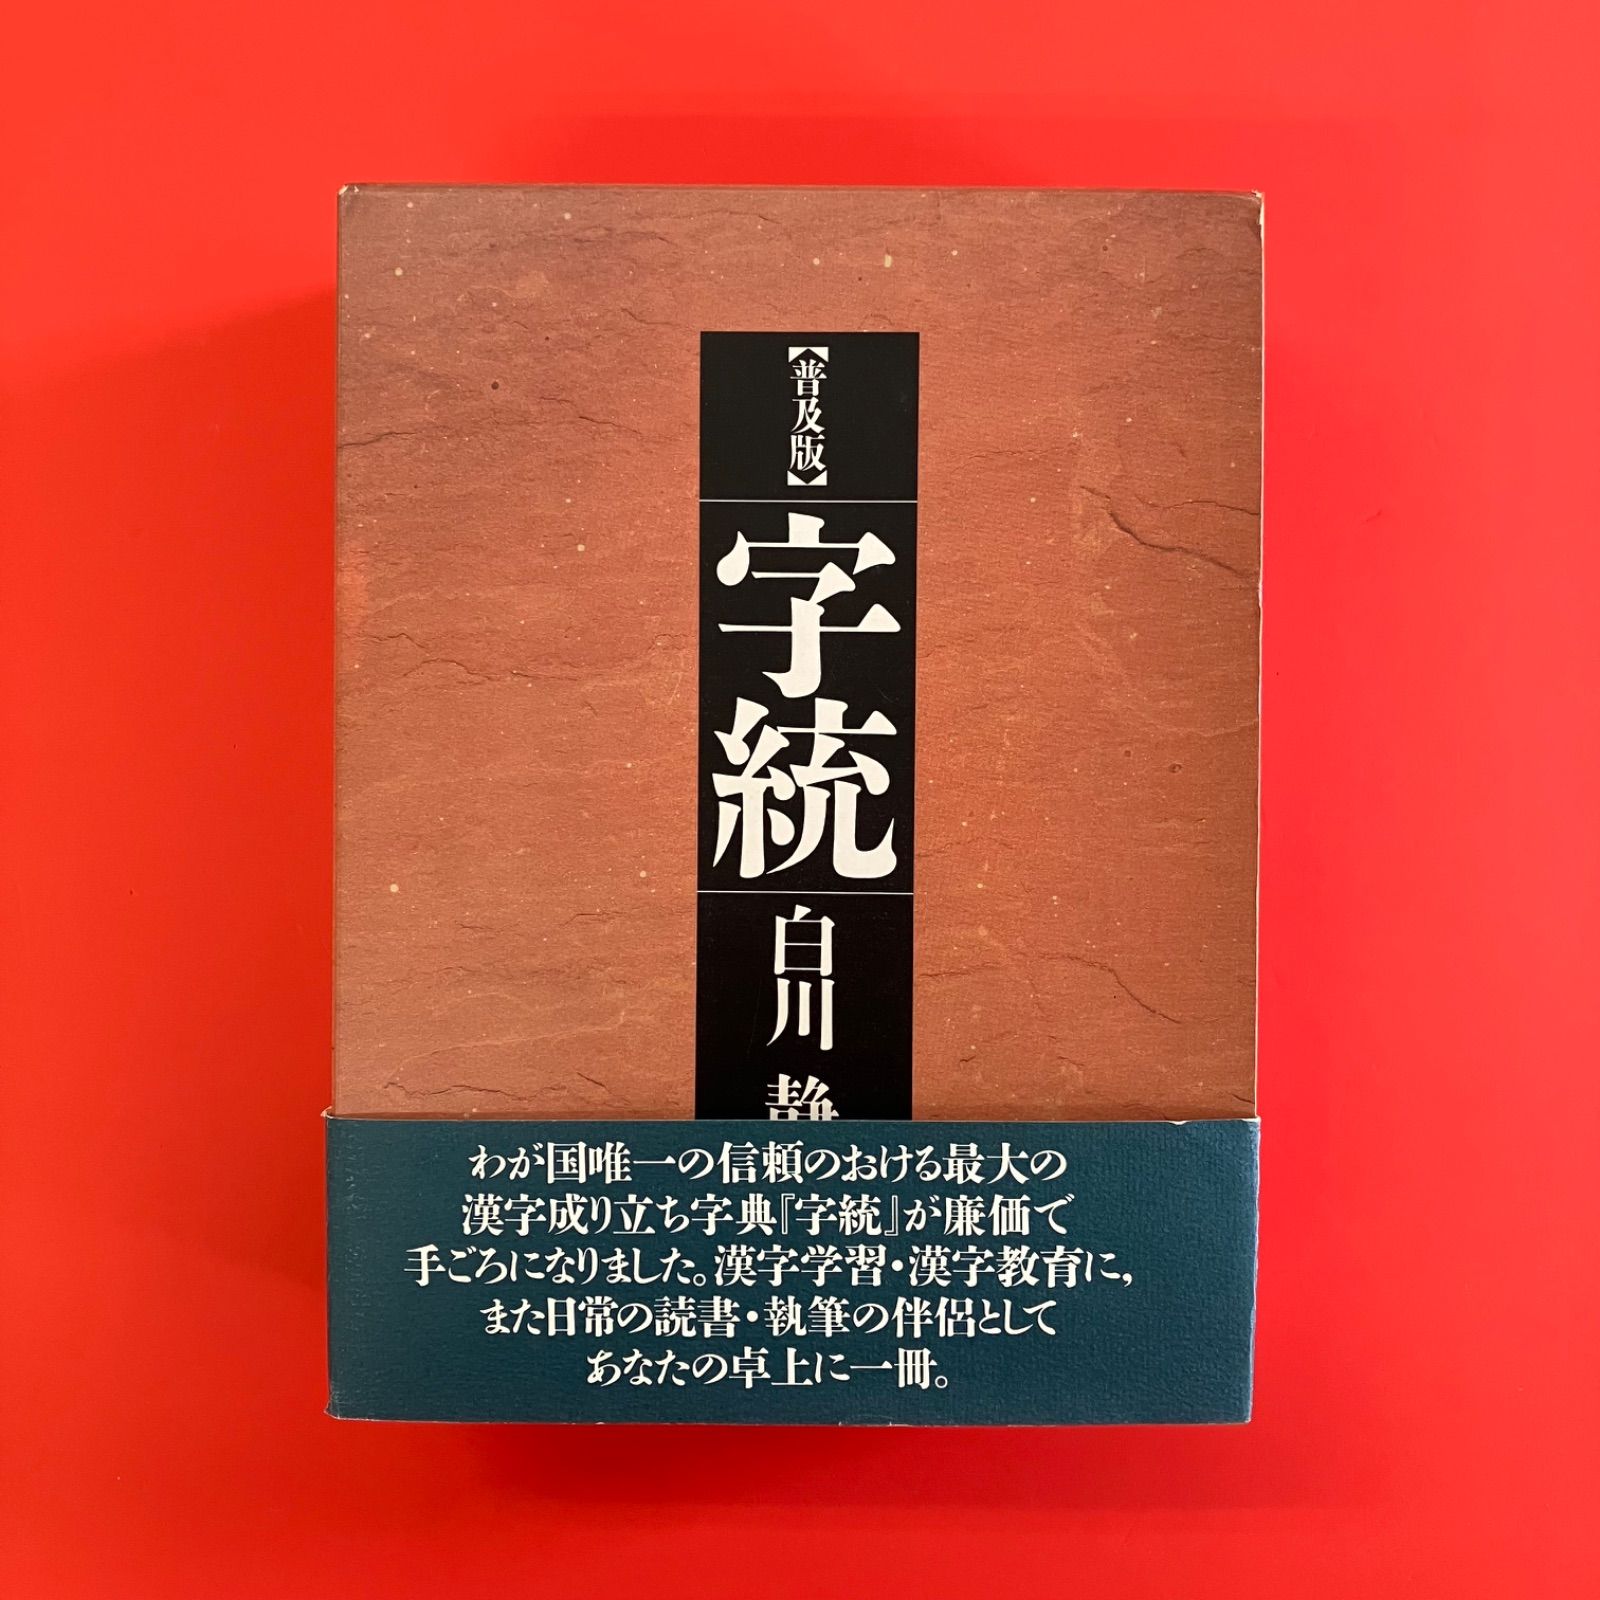 【普及版】
字統
白川 静
わが国唯一の信頼のおける最大の
漢字成り立ち字典『字統』が廉価で
手ごろになりました。漢字学習・漢字教育に,
また日常の読書・執筆の伴侶として
あなたの卓上に一冊。